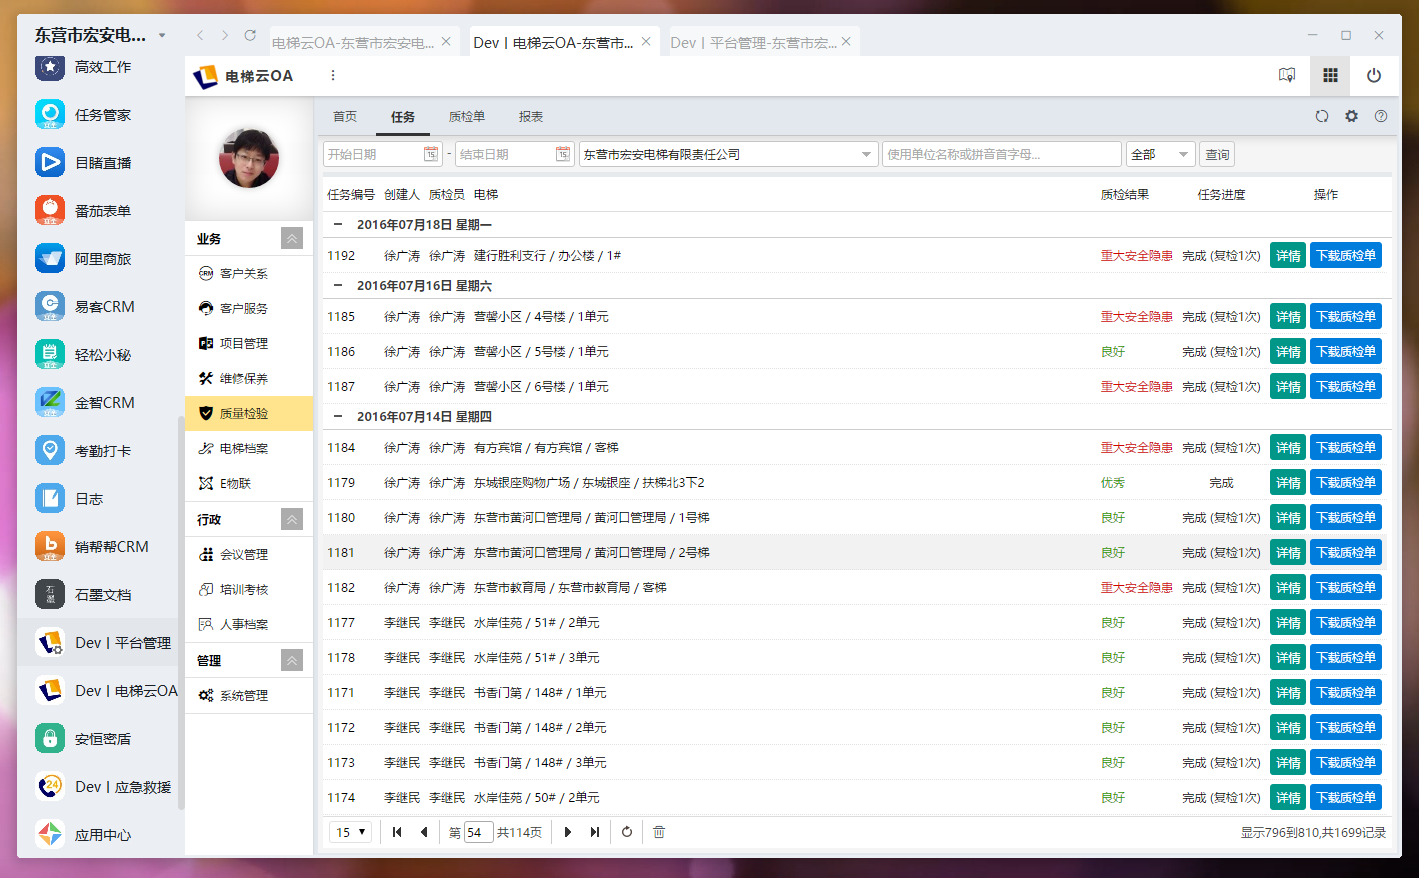 东营市宏安电...
电梯云OA-东营市宏安电...
Dev丨电梯云OA-东营市...
Dev丨平台管理-东营市宏...
高效工作
任务管家
目睹直播
番茄表单
阿里商旅
易客CRM
轻松小秘
金智CRM
考勤打卡
日志
销帮帮CRM
石墨文档
Dev丨平台管理
Dev丨电梯云OA
安恒密盾
Dev丨应急救援
应用中心
电梯云OA
业务
客户关系
客户服务
项目管理
维修保养
质量检验
电梯档案
E物联
行政
会议管理
培训考核
人事档案
管理
系统管理
首页 任务 质检单 报表
开始日期 - 结束日期 东营市宏安电梯有限责任公司 使用单位名称或拼音首字母... 全部 查询
任务编号 创建人 质检员 电梯 质检结果 任务进度 操作
2016年07月18日 星期一
1192 徐广涛 徐广涛 建行胜利支行 / 办公楼 / 1# 重大安全隐患 完成 (复检1次) 详情 下载质检单
2016年07月16日 星期六
1185 徐广涛 徐广涛 营馨小区 / 4号楼 / 1单元 重大安全隐患 完成 (复检1次) 详情 下载质检单
1186 徐广涛 徐广涛 营馨小区 / 5号楼 / 1单元 良好 完成 (复检1次) 详情 下载质检单
1187 徐广涛 徐广涛 营馨小区 / 6号楼 / 1单元 重大安全隐患 完成 (复检1次) 详情 下载质检单
2016年07月14日 星期四
1184 徐广涛 徐广涛 有方宾馆 / 有方宾馆 / 客梯 重大安全隐患 完成 (复检1次) 详情 下载质检单
1179 徐广涛 徐广涛 东城银座购物广场 / 东城银座 / 扶梯北3下2 优秀 完成 详情 下载质检单
1180 徐广涛 徐广涛 东营市黄河口管理局 / 黄河口管理局 / 1号梯 良好 完成 (复检1次) 详情 下载质检单
1181 徐广涛 徐广涛 东营市黄河口管理局 / 黄河口管理局 / 2号梯 良好 完成 (复检1次) 详情 下载质检单
1182 徐广涛 徐广涛 东营市教育局 / 东营市教育局 / 客梯 重大安全隐患 完成 (复检1次) 详情 下载质检单
1177 李继民 李继民 水岸佳苑 / 51# / 2单元 良好 完成 (复检1次) 详情 下载质检单
1178 李继民 李继民 水岸佳苑 / 51# / 3单元 良好 完成 (复检1次) 详情 下载质检单
1171 李继民 李继民 书香门第 / 148# / 1单元 良好 完成 (复检1次) 详情 下载质检单
1172 李继民 李继民 书香门第 / 148# / 2单元 良好 完成 (复检1次) 详情 下载质检单
1173 李继民 李继民 书香门第 / 148# / 3单元 良好 完成 (复检1次) 详情 下载质检单
1174 李继民 李继民 水岸佳苑 / 50# / 2单元 良好 完成 (复检1次) 详情 下载质检单
15 第 54 共114页 显示796到810,共1699记录